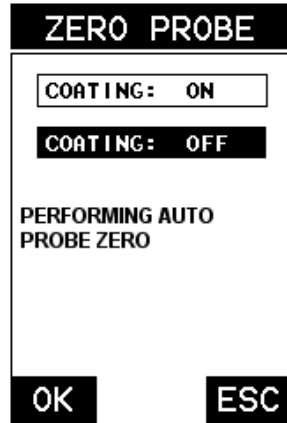 ZERO PROBE
COATING: ON
COATING: OFF
PERFORMING AUTO
PROBE ZERO
OK ESC